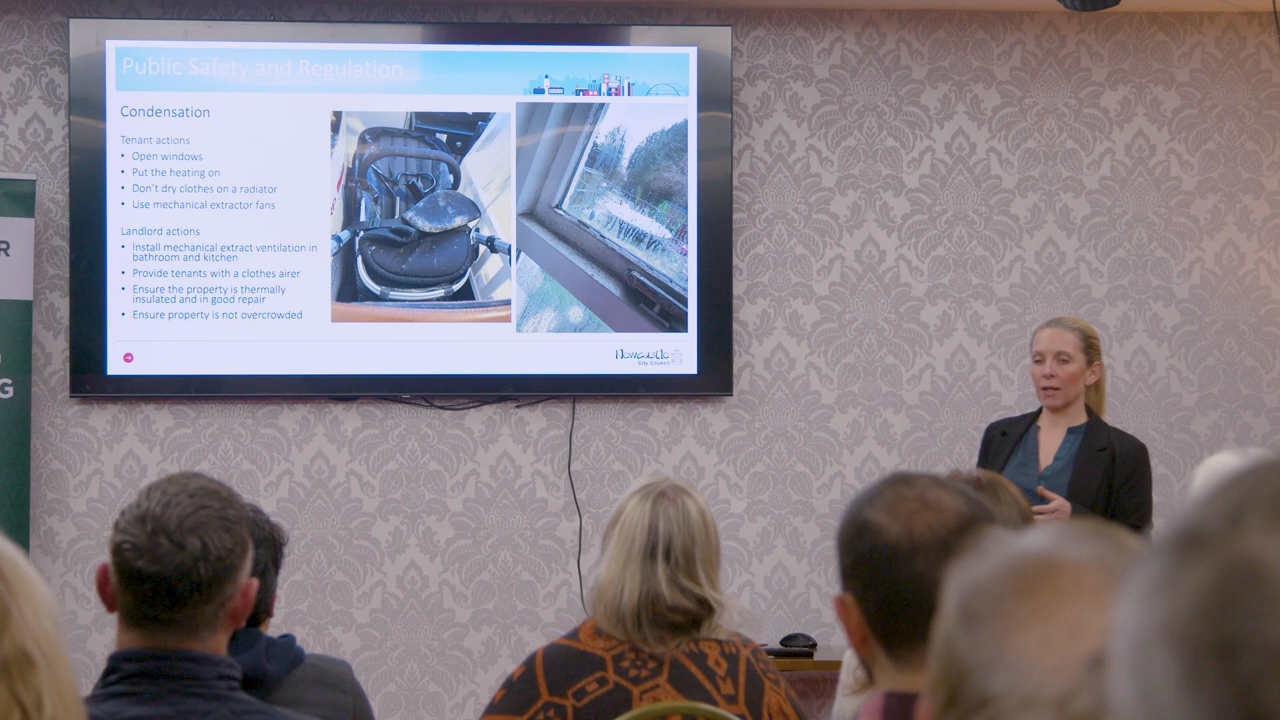 Public Safety and Regulation
Condensation
Tenant actions
• Open windows
• Put the heating on
• Don't dry clothes on a radiator
• Use mechanical extractor fans
Landlord actions
• Install mechanical extract ventilation in
bathroom and kitchen
• Provide tenants with a clothes airer
• Ensure the property is thermally
insulated and in good repair
• Ensure property is not overcrowded
Newcastle
City Council
R
G